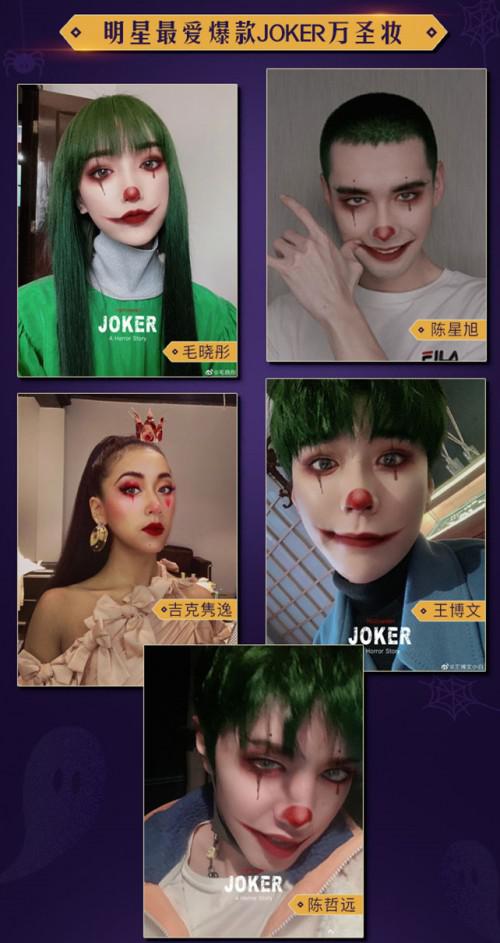 明星最爱爆款JOKER万圣妆
JOKER
A Horror Story
毛晓彤
@毛晓彤
陈星旭
FILA
吉克隽逸
JOKER
Horror Story
王博文
@王博文小白
JOKER
A Horror Story
陈哲远